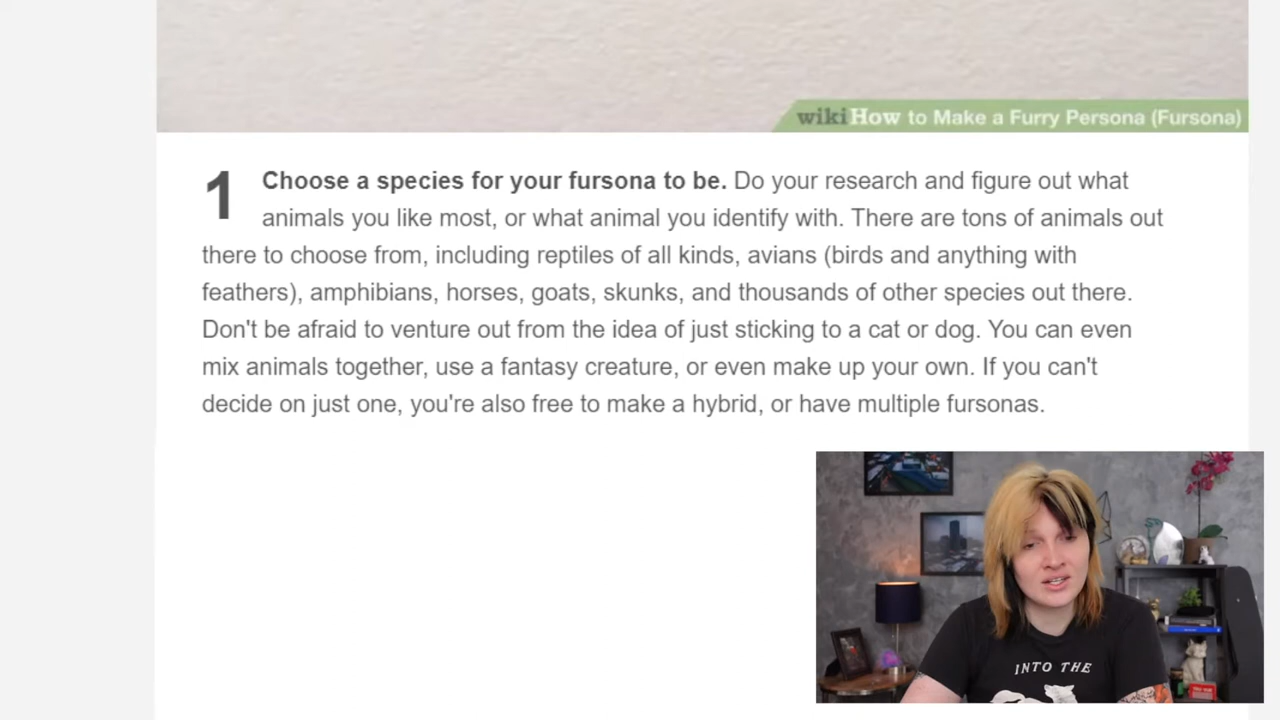 wikiHow to Make a Furry Persona (Fursona)
1 Choose a species for your fursona to be. Do your research and figure out what
animals you like most, or what animal you identify with. There are tons of animals out
there to choose from, including reptiles of all kinds, avians (birds and anything with
feathers), amphibians, horses, goats, skunks, and thousands of other species out there.
Don't be afraid to venture out from the idea of just sticking to a cat or dog. You can even
mix animals together, use a fantasy creature, or even make up your own. If you can't
decide on just one, you're also free to make a hybrid, or have multiple fursonas.
INTO THE